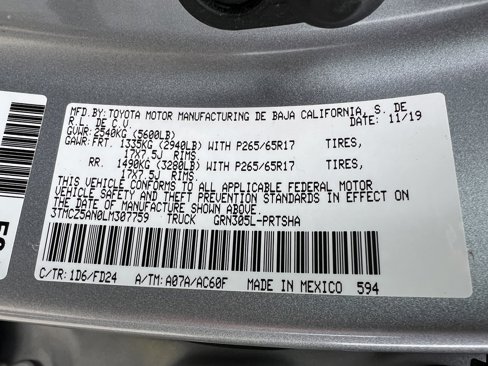 MFD.BY: TOYOTA MOTOR MANUFACTURING DE BAJA CALIFORNIA, S. DE
R. L. DE C.V. DATE: 11/19
GVWR: 2540KG (5600LB)
GAWR: FRT. 1335KG (2940LB) WITH P265/65R17 TIRES,
17X7.5J RIMS,
RR. 1490KG (3280LB) WITH P265/65R17 TIRES,
17X7.5J RIMS.
THIS VEHICLE CONFORMS TO ALL APPLICABLE FEDERAL MOTOR
VEHICLE SAFETY AND THEFT PREVENTION STANDARDS IN EFFECT ON
THE DATE OF MANUFACTURE SHOWN ABOVE.
3TMCZ5AN0LM307759 TRUCK GRN305L-PRTSHA
C/TR: 1D6/FD24 A/TM: A07A/AC60F MADE IN MEXICO 594